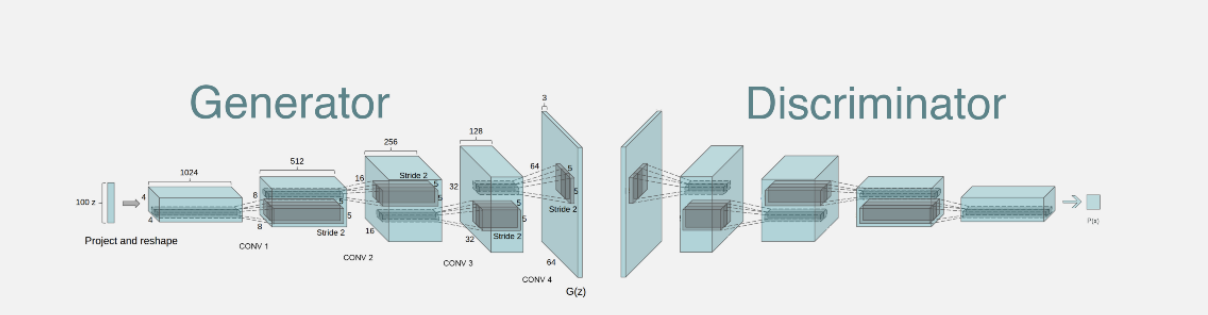 Generator
Discriminator
3
128
256
512
1024
64
5
5
Stride 2
16
Stride 2
5
5
32
100 z
4
4
8
5
5
8
Stride 2
16
5
5
32
Stride 2
Project and reshape
CONV 1
CONV 2
CONV 3
64
CONV 4
G(z)
P(x)